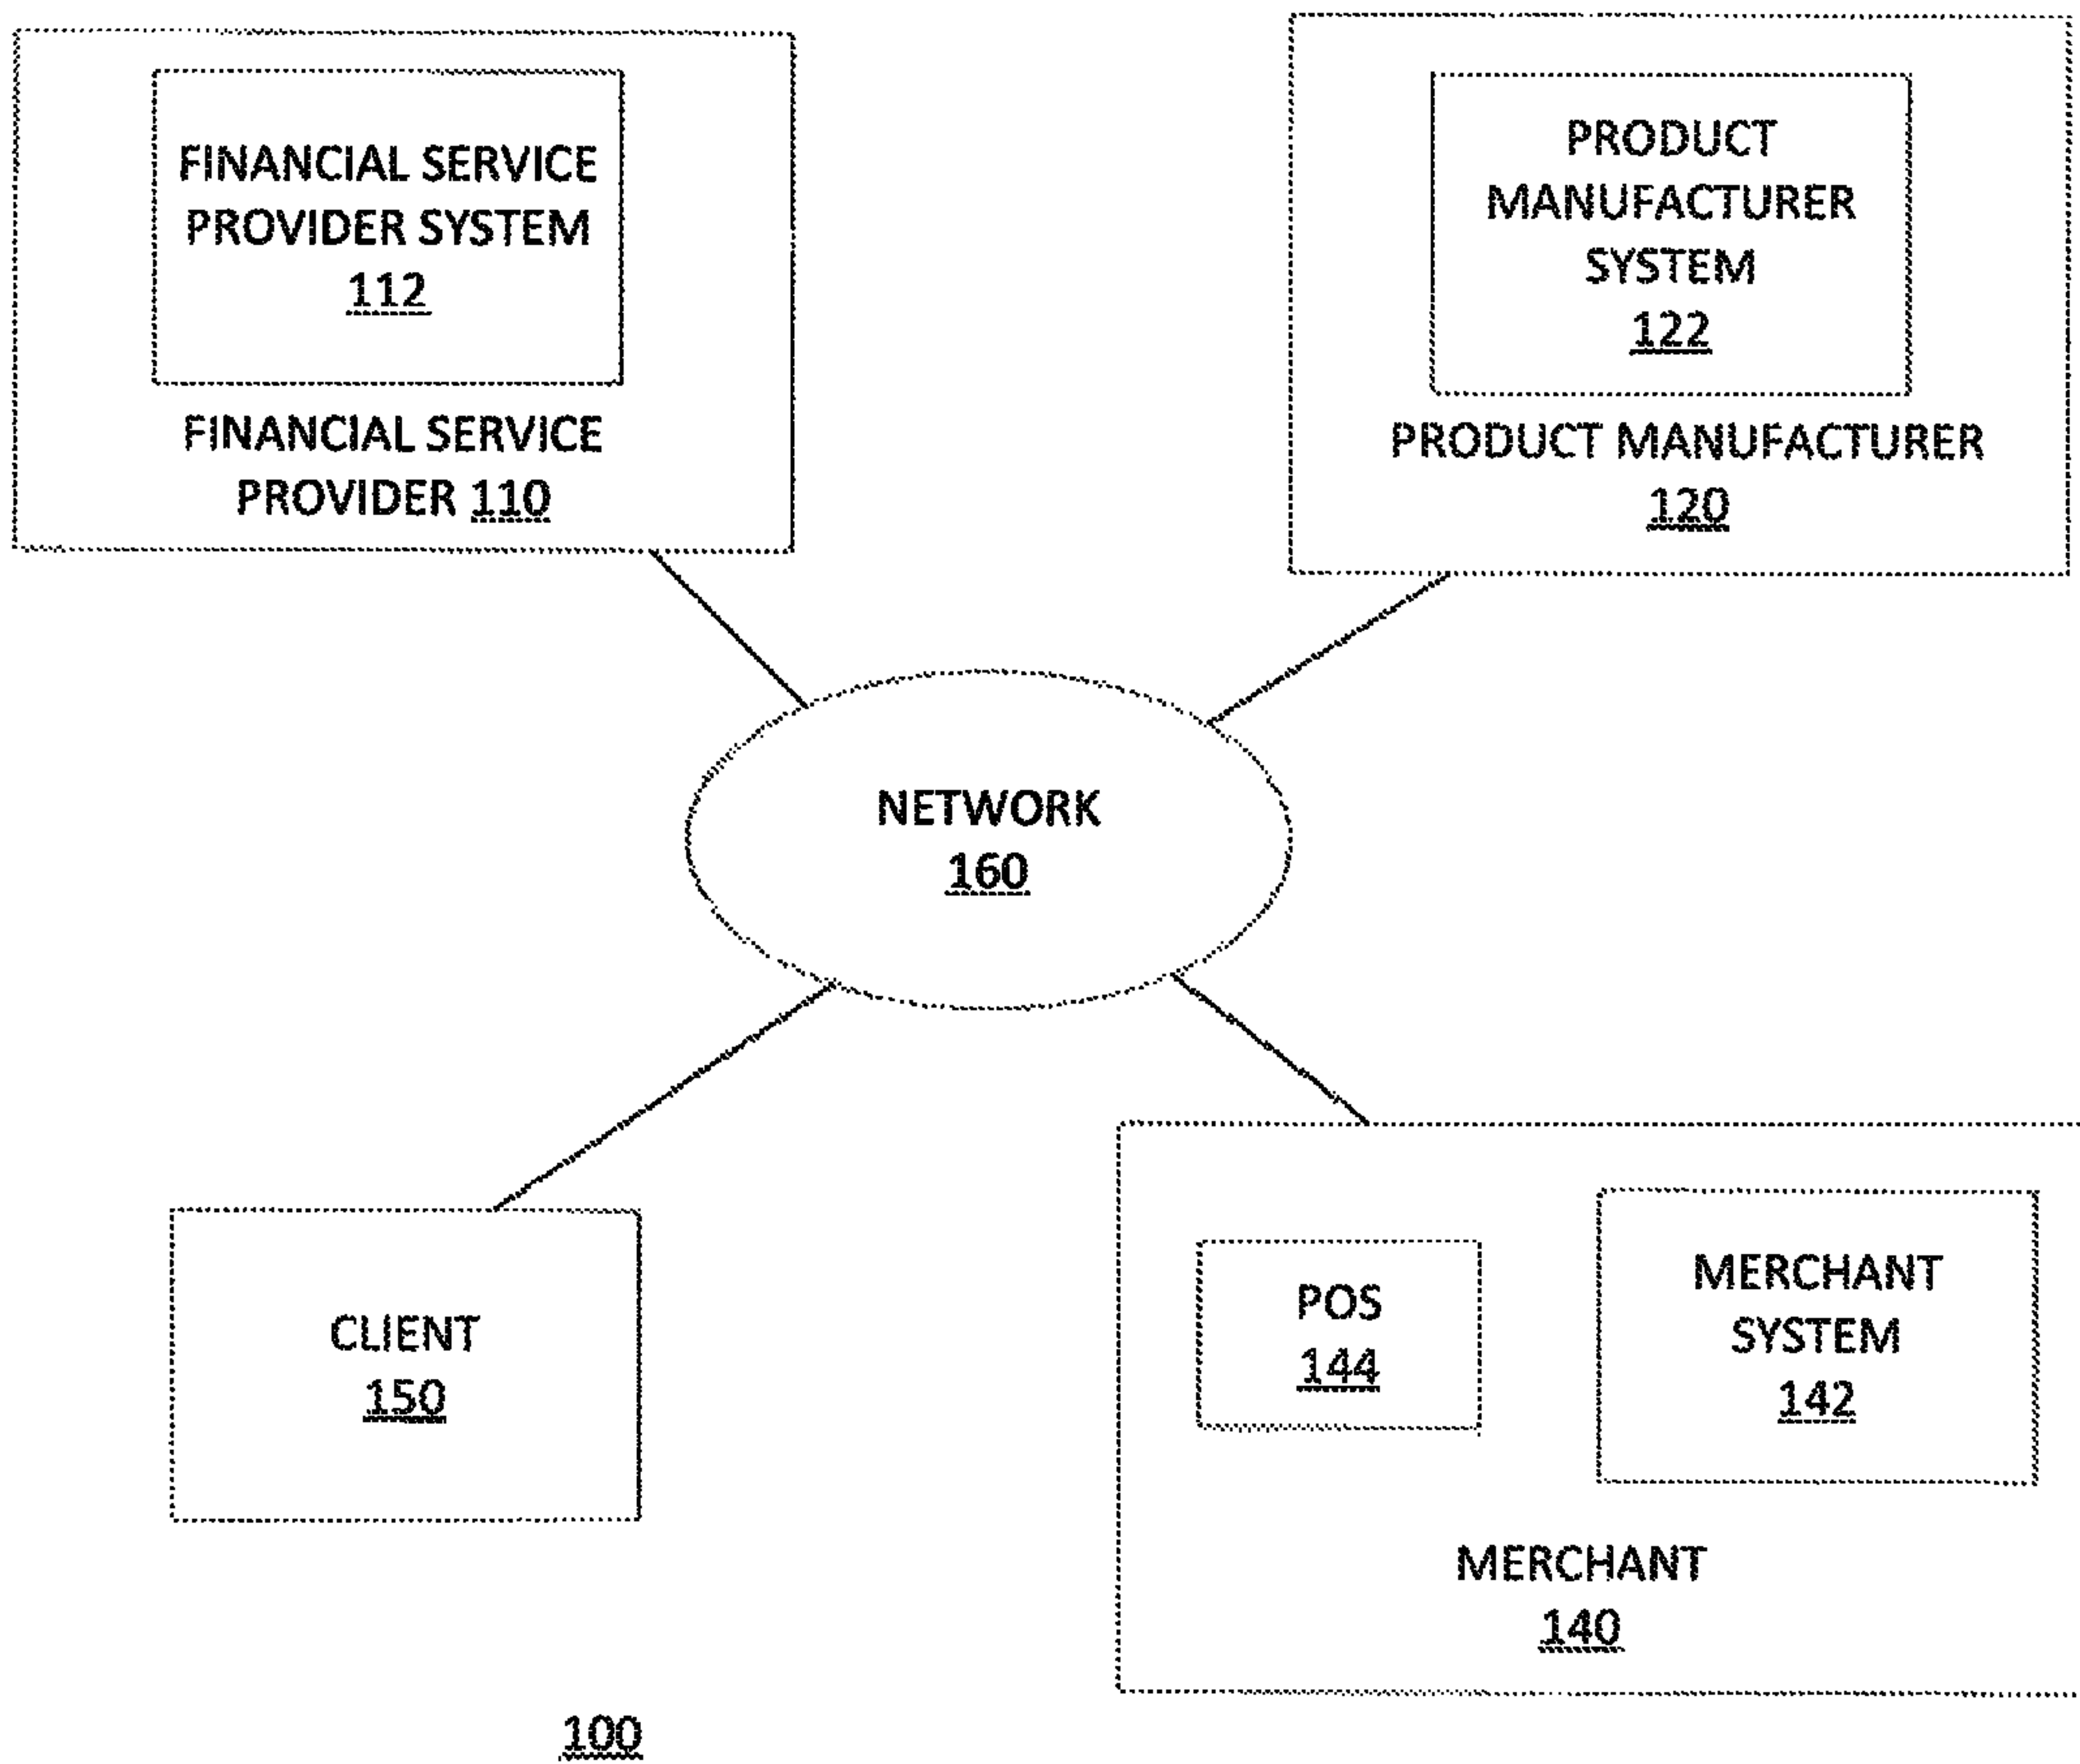 FINANCIAL SERVICE
PROVIDER SYSTEM
112
FINANCIAL SERVICE
PROVIDER 110
PRODUCT
MANUFACTURER
SYSTEM
122
PRODUCT MANUFACTURER
120
NETWORK
160
CLIENT
150
POS
144
MERCHANT
SYSTEM
142
MERCHANT
140
100